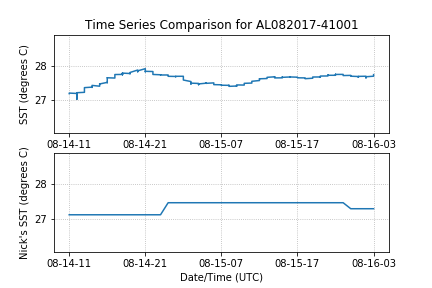 Time Series Comparison for AL082017-41001
SST (degrees C)
28
27
08-14-11 08-14-21 08-15-07 08-15-17 08-16-03
Nick's SST (degrees C)
28
27
08-14-11 08-14-21 08-15-07 08-15-17 08-16-03
Date/Time (UTC)